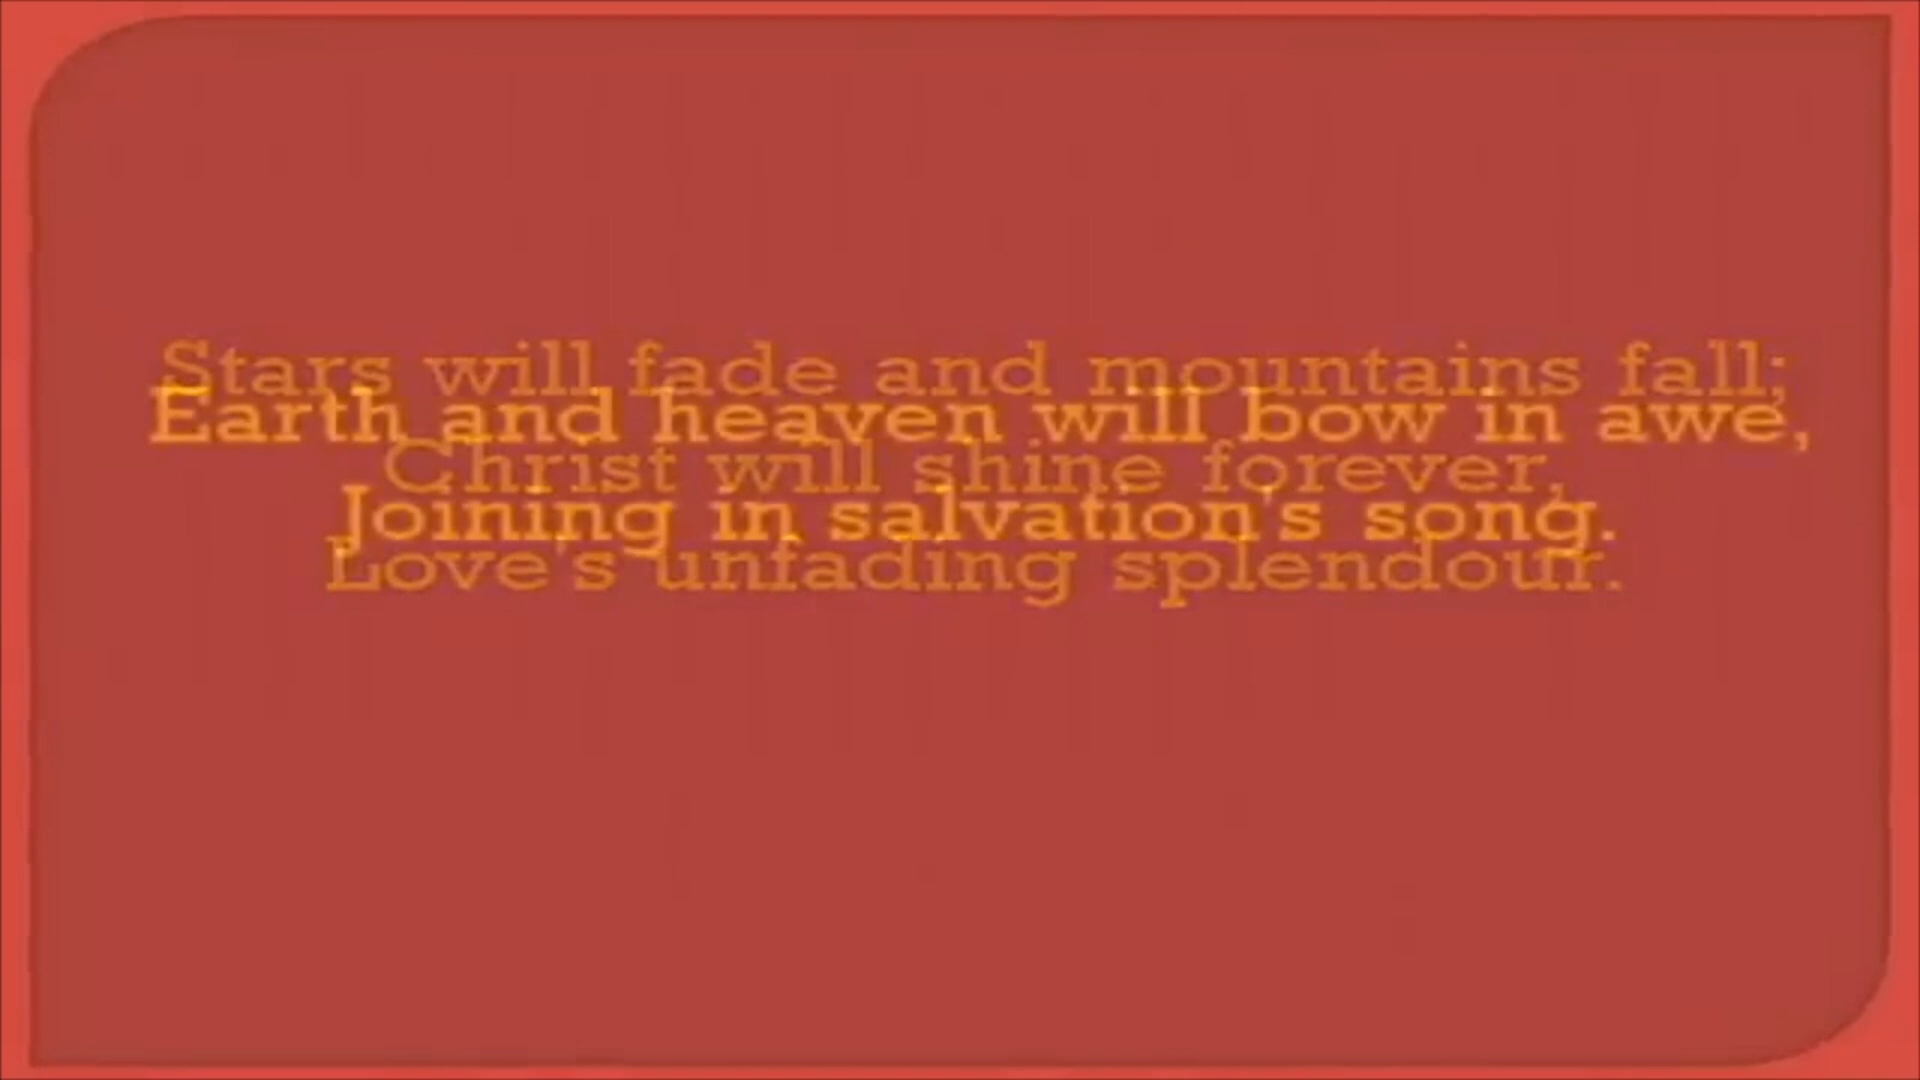 Stars will fade and mountains fall;
Earth and heaven will bow in awe,
Christ will shine forever,
Joining in salvation's song.
Love's unfading splendour.